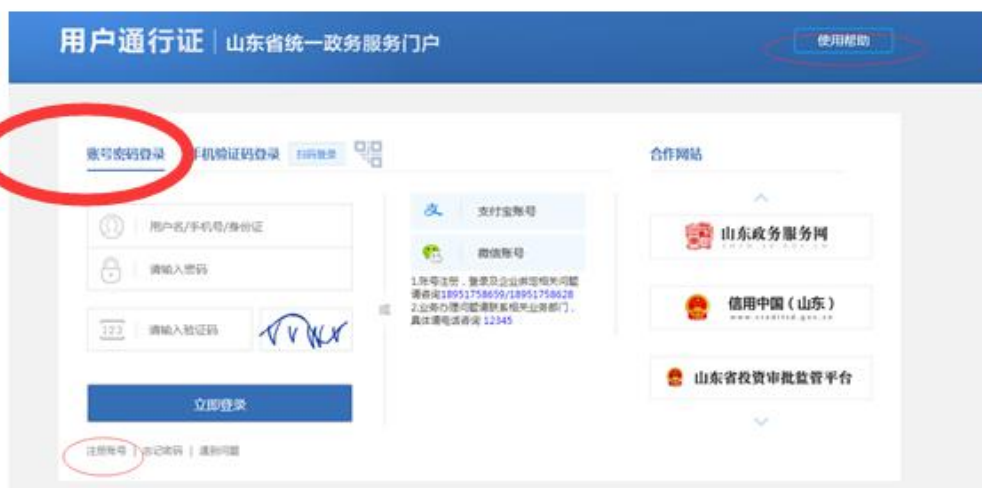 用户通行证 | 山东省统一政务服务门户
使用帮助
账号密码登录
手机验证码登录
扫码登录
用户名/手机号/身份证
请输入密码
123
请输入验证码
立即登录
注册账号 | 忘记密码 | 遇到问题
支付宝账号
微信账号
1.账号注册，登录及企业绑定相关问题
请咨询18951758659/18951758628
2.业务办理问题请联系相关业务部门，
具体请电话咨询 12345
或
合作网站
山东政务服务网
信用中国（山东）
山东省投资审批监管平台